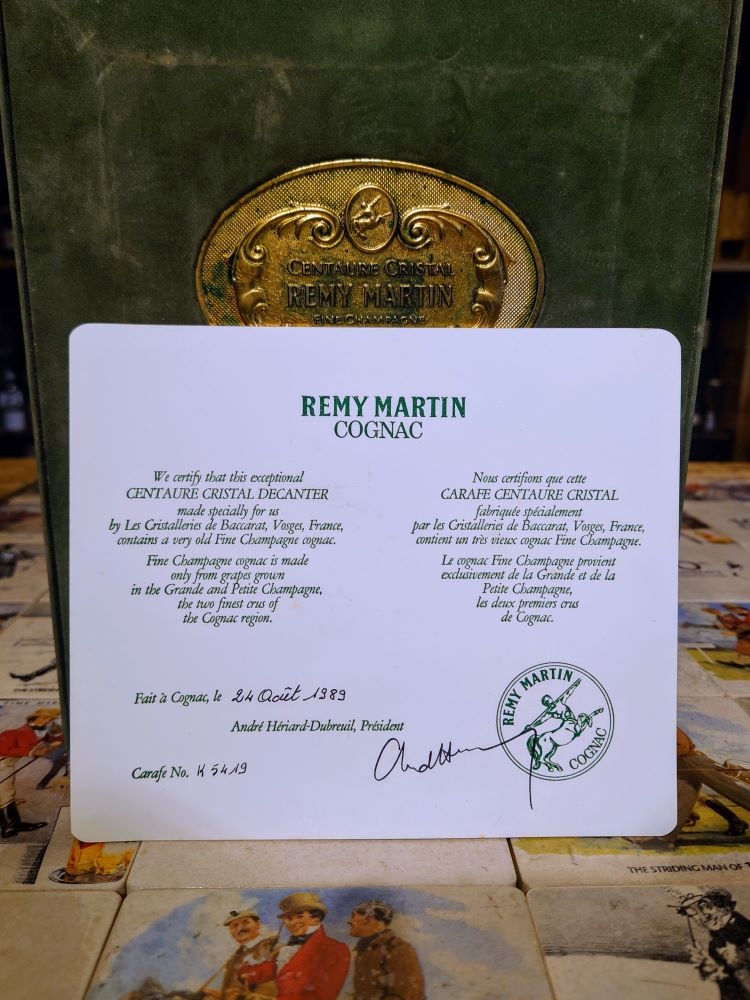 CENTAURE CRISTAL
REMY MARTIN
FINE CHAMPAGNE
REMY MARTIN
COGNAC
We certify that this exceptional
CENTAURE CRISTAL DECANTER
made specially for us
by Les Cristalleries de Baccarat, Vosges, France,
contains a very old Fine Champagne cognac.
Fine Champagne cognac is made
only from grapes grown
in the Grande and Petite Champagne,
the two finest crus of
the Cognac region.
Nous certifions que cette
CARAFE CENTAURE CRISTAL
fabriquée spécialement
par les Cristalleries de Baccarat, Vosges, France,
contient un très vieux cognac Fine Champagne.
Le cognac Fine Champagne provient
exclusivement de la Grande et de la
Petite Champagne,
les deux premiers crus
de Cognac.
Fait à Cognac, le 24 Août 1989
André Hériard-Dubreuil, Président
Carafe No. K 5419
REMY MARTIN
COGNAC
THE STRIDING
THE STRIDING MAN OF